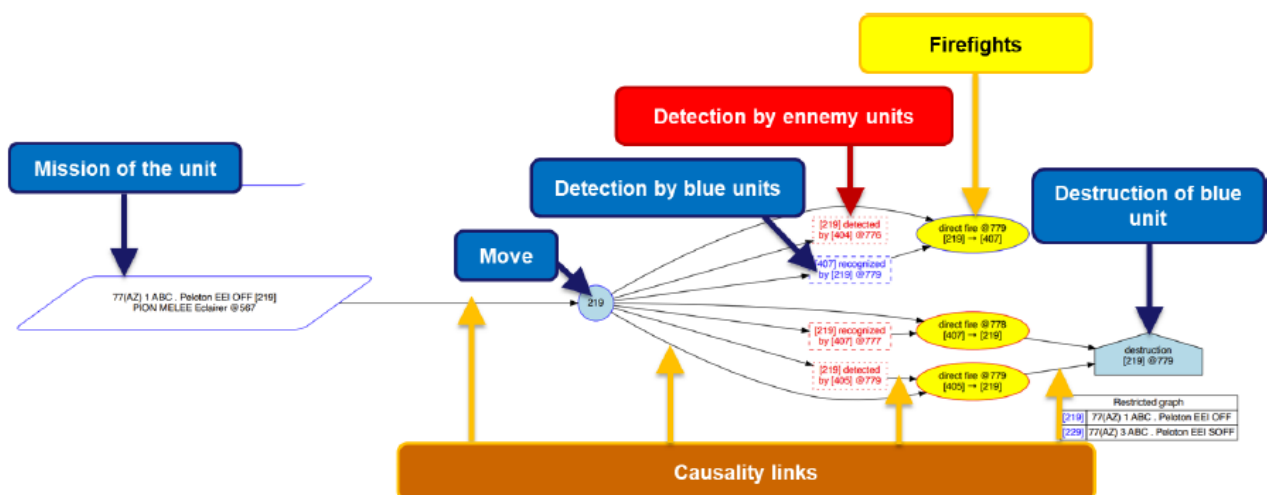 Firefights
Detection by ennemy units
Mission of the unit
Detection by blue units
Destruction of blue
unit
Move
[219] detected
by [404] @776
direct fire @779
[219] → [407]
[407] recognized
by [219] @779
77(AZ) 1 ABC . Peloton EEI OFF [219]
PION MELEE Eclaireur @567
219
[219] recognized
by [407] @777
direct fire @778
[407] → [219]
destruction
[219] @779
[219] detected
by [405] @779
direct fire @779
[405] → [219]
Restricted graph
[219] 77(AZ) 1 ABC . Peloton EEI OFF
[229] 77(AZ) 3 ABC . Peloton EEI SOFF
Causality links